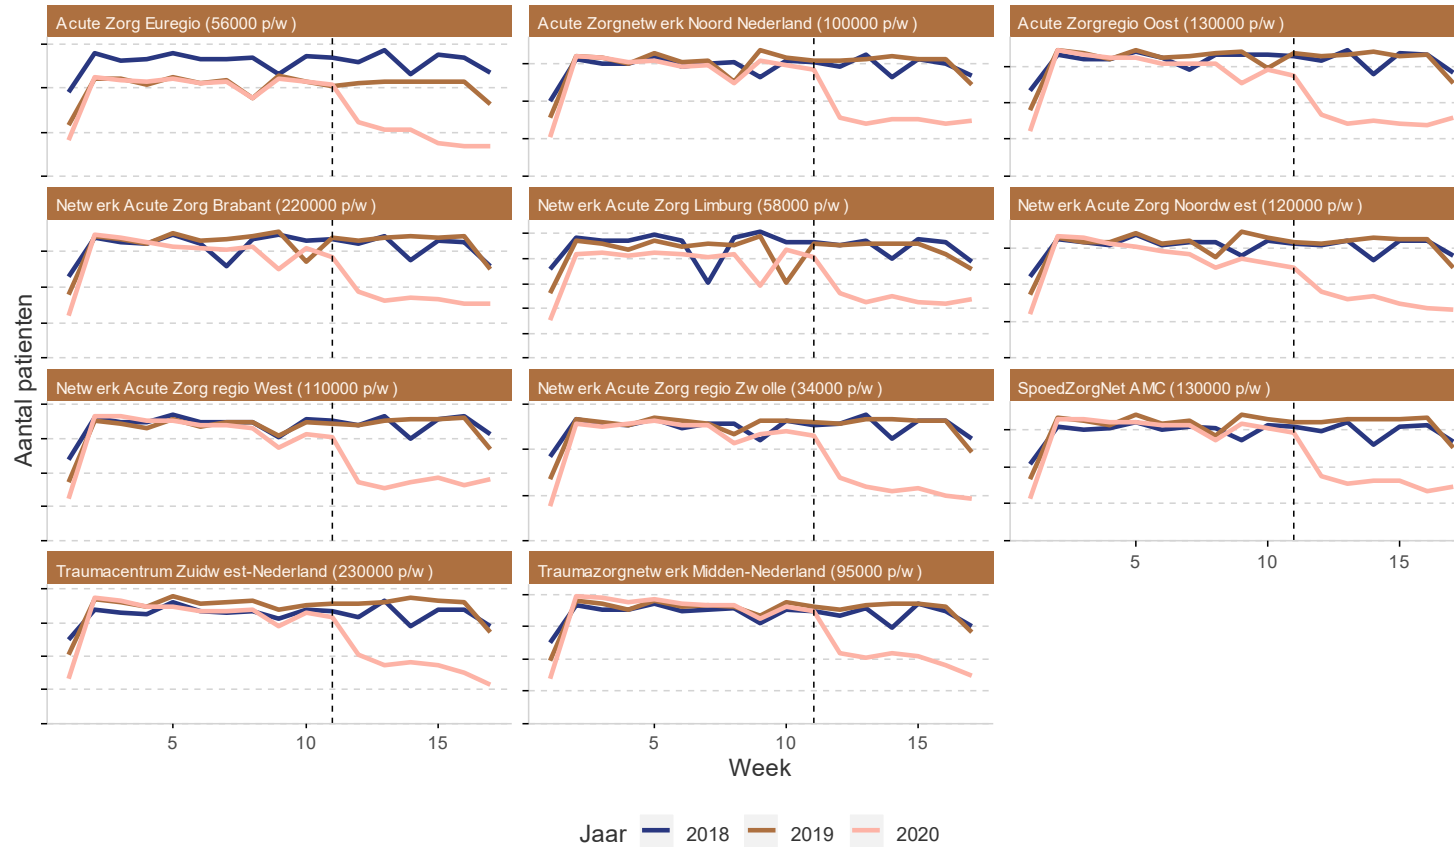 Acute Zorg Euregio (56000 p/w )
Acute Zorgnetw erk Noord Nederland (100000 p/w )
Acute Zorgregio Oost (130000 p/w )
Netw erk Acute Zorg Brabant (220000 p/w )
Netw erk Acute Zorg Limburg (58000 p/w )
Netw erk Acute Zorg Noordw est (120000 p/w )
Netw erk Acute Zorg regio West (110000 p/w )
Netw erk Acute Zorg regio Zw olle (34000 p/w )
SpoedZorgNet AMC (130000 p/w )
Traumacentrum Zuidw est-Nederland (230000 p/w )
Traumazorgnetw erk Midden-Nederland (95000 p/w )
Aantal patienten
5 10 15
5 10 15
5 10 15
Week
Jaar 2018 2019 2020